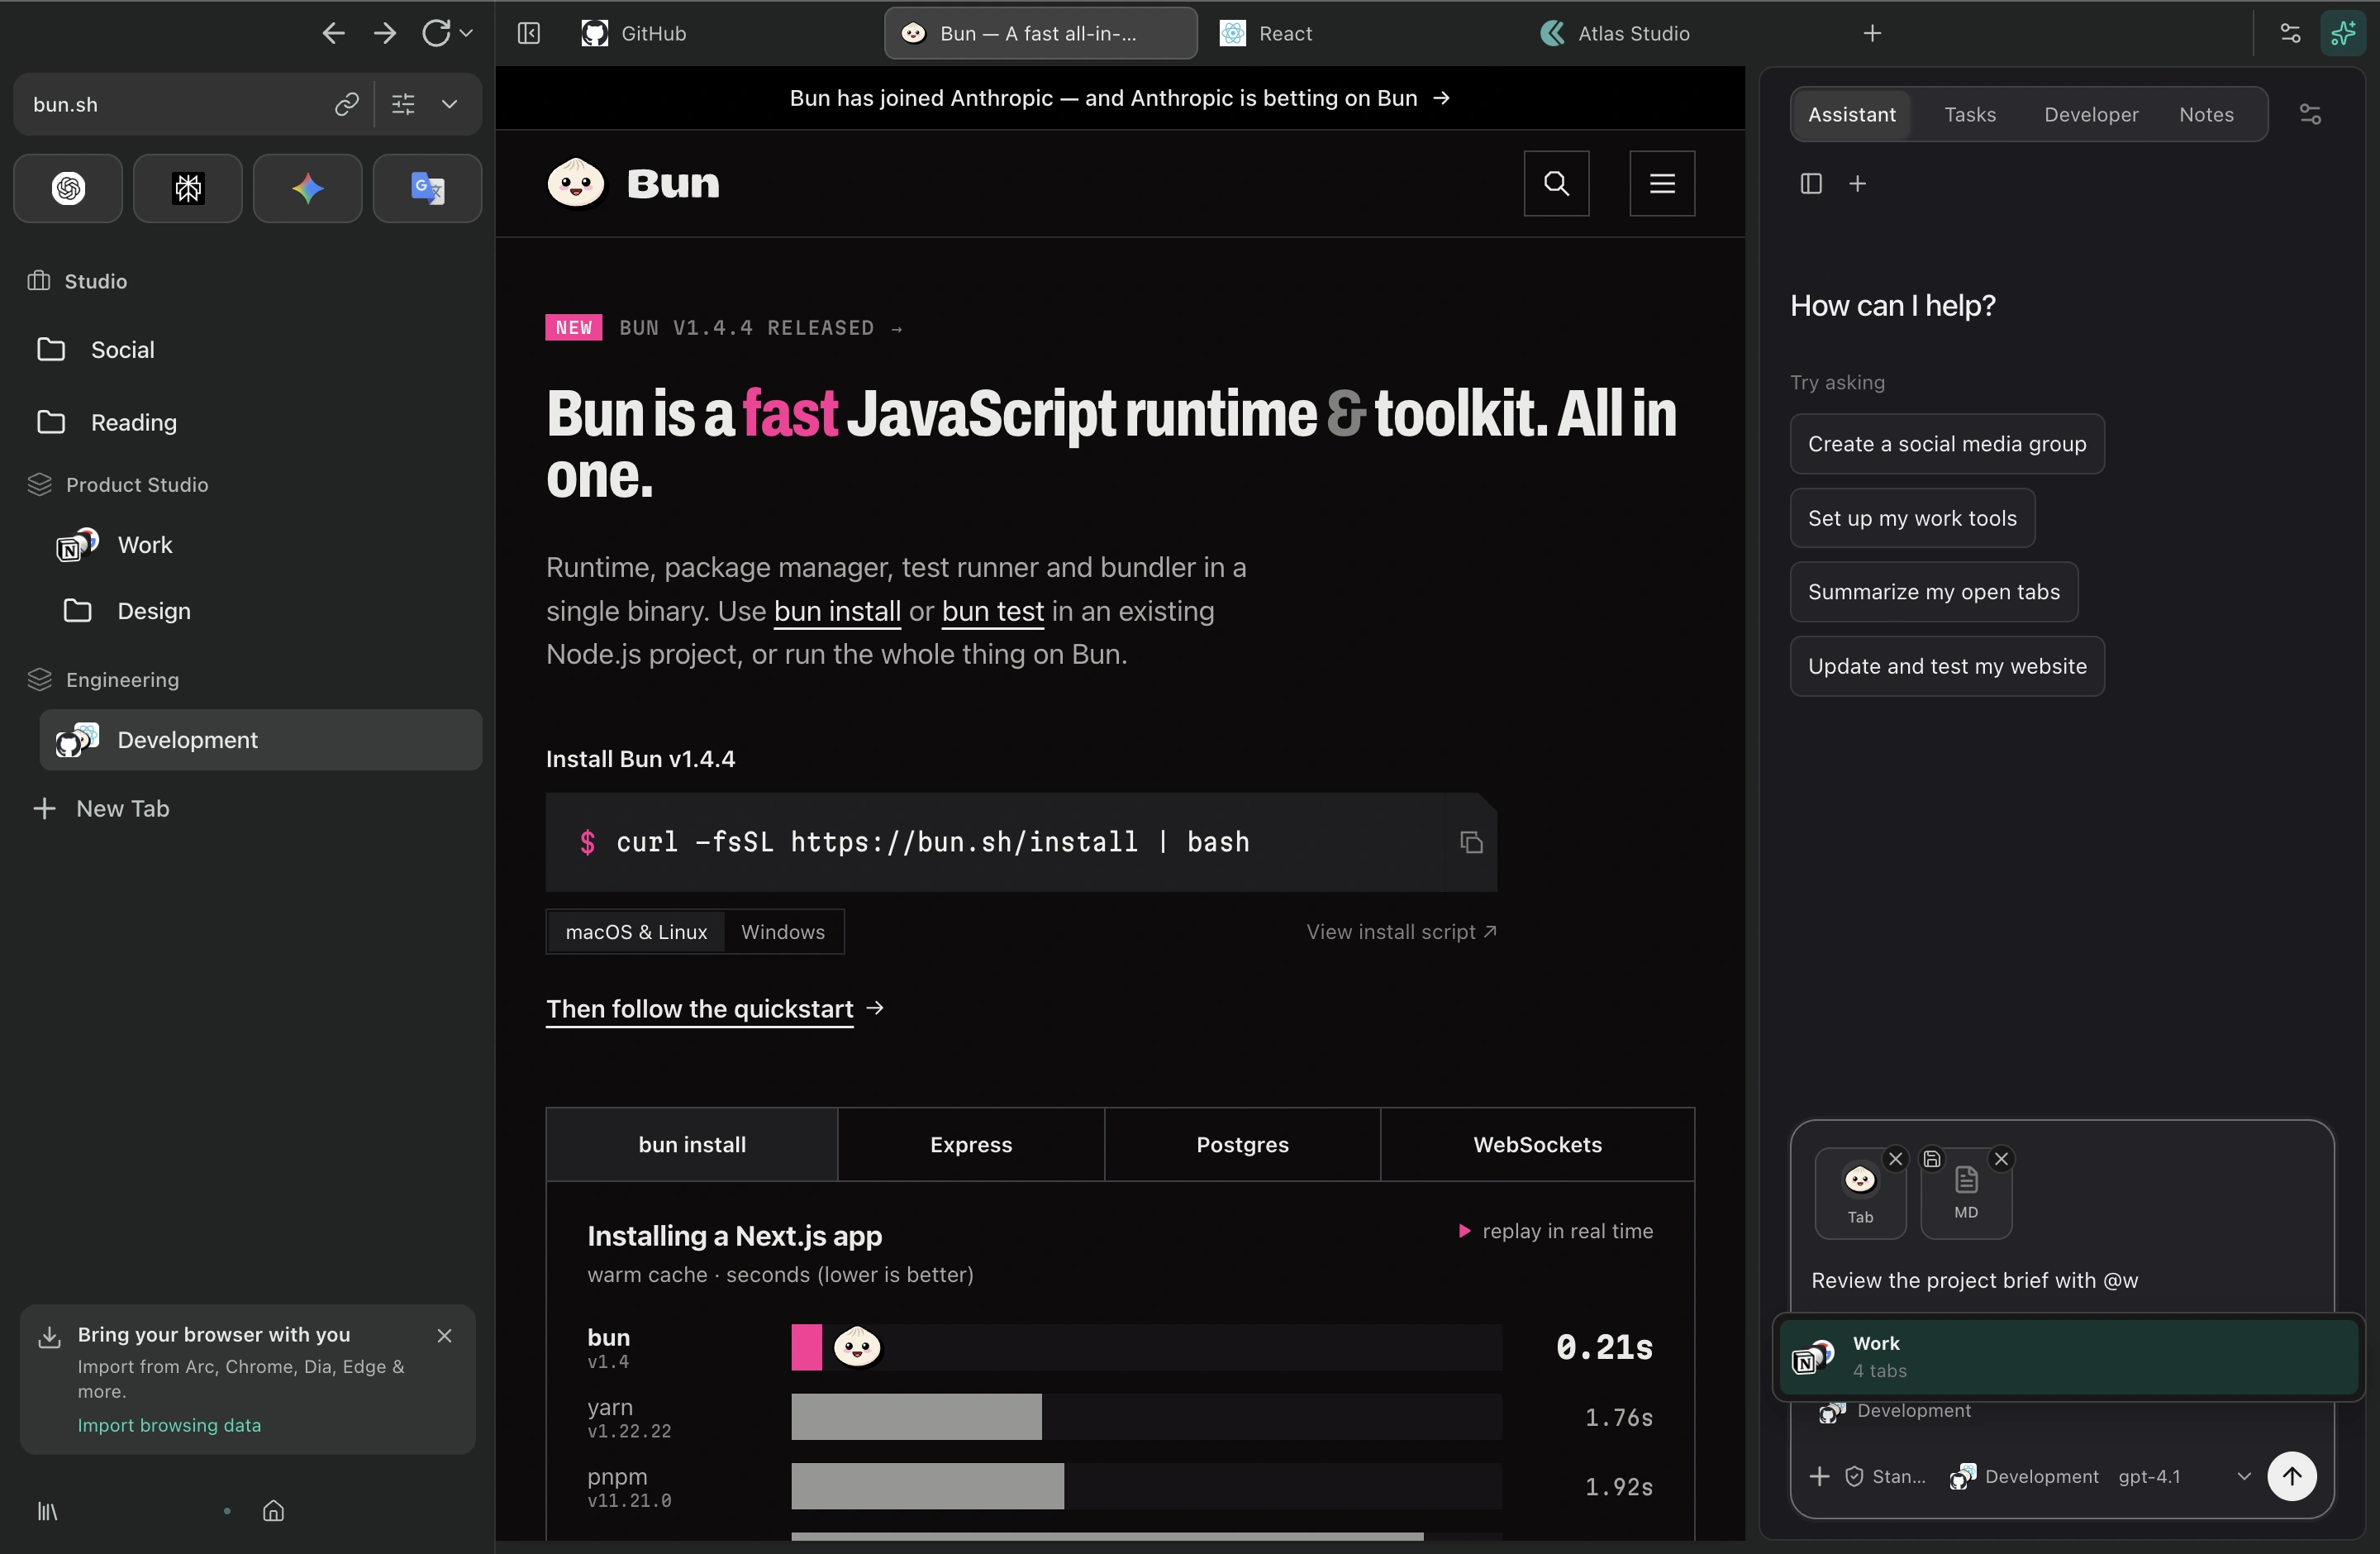 GitHub
Bun — A fast all-in-...
React
Atlas Studio
bun.sh
Studio
Social
Reading
Product Studio
Work
Design
Engineering
Development
New Tab
Bring your browser with you
Import from Arc, Chrome, Dia, Edge &
more.
Import browsing data
Bun has joined Anthropic — and Anthropic is betting on Bun →
Bun
NEW BUN V1.4.4 RELEASED →
Bun is a fast JavaScript runtime & toolkit. All in
one.
Runtime, package manager, test runner and bundler in a
single binary. Use bun install or bun test in an existing
Node.js project, or run the whole thing on Bun.
Install Bun v1.4.4
$ curl -fsSL https://bun.sh/install | bash
macOS & Linux Windows
View install script ↗
Then follow the quickstart →
bun install Express Postgres WebSockets
Installing a Next.js app
replay in real time
warm cache · seconds (lower is better)
bun
v1.4
0.21s
yarn
v1.22.22
1.76s
pnpm
v11.21.0
1.92s
Assistant Tasks Developer Notes
How can I help?
Try asking
Create a social media group
Set up my work tools
Summarize my open tabs
Update and test my website
Tab
MD
Review the project brief with @w
Work
4 tabs
Development
Stan... Development gpt-4.1